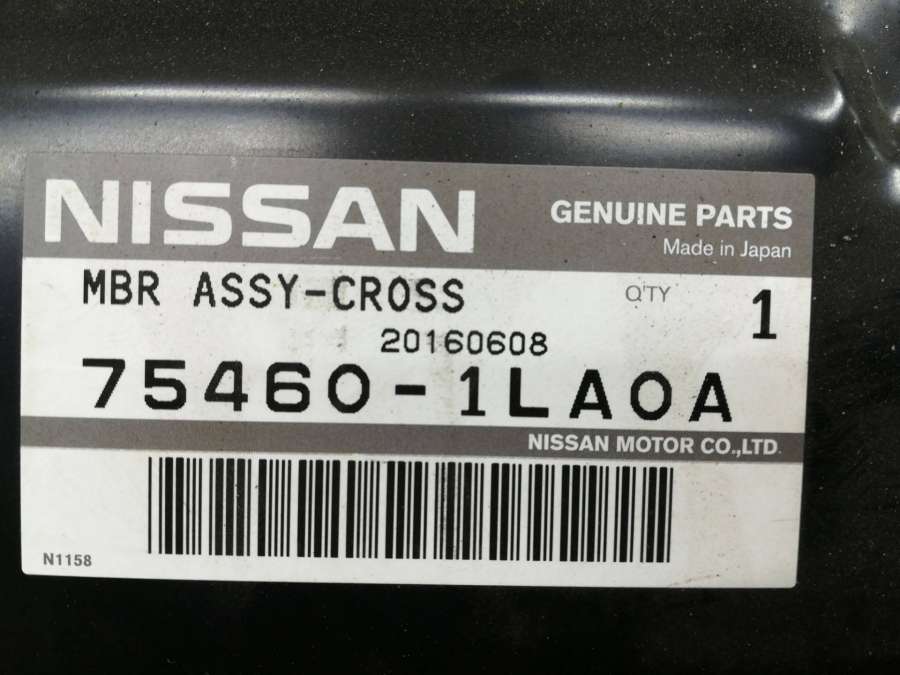 NISSAN
GENUINE PARTS
Made in Japan
MBR ASSY-CROSS
Q'TY 1
20160608
75460-1LA0A
NISSAN MOTOR CO.,LTD.
N1158